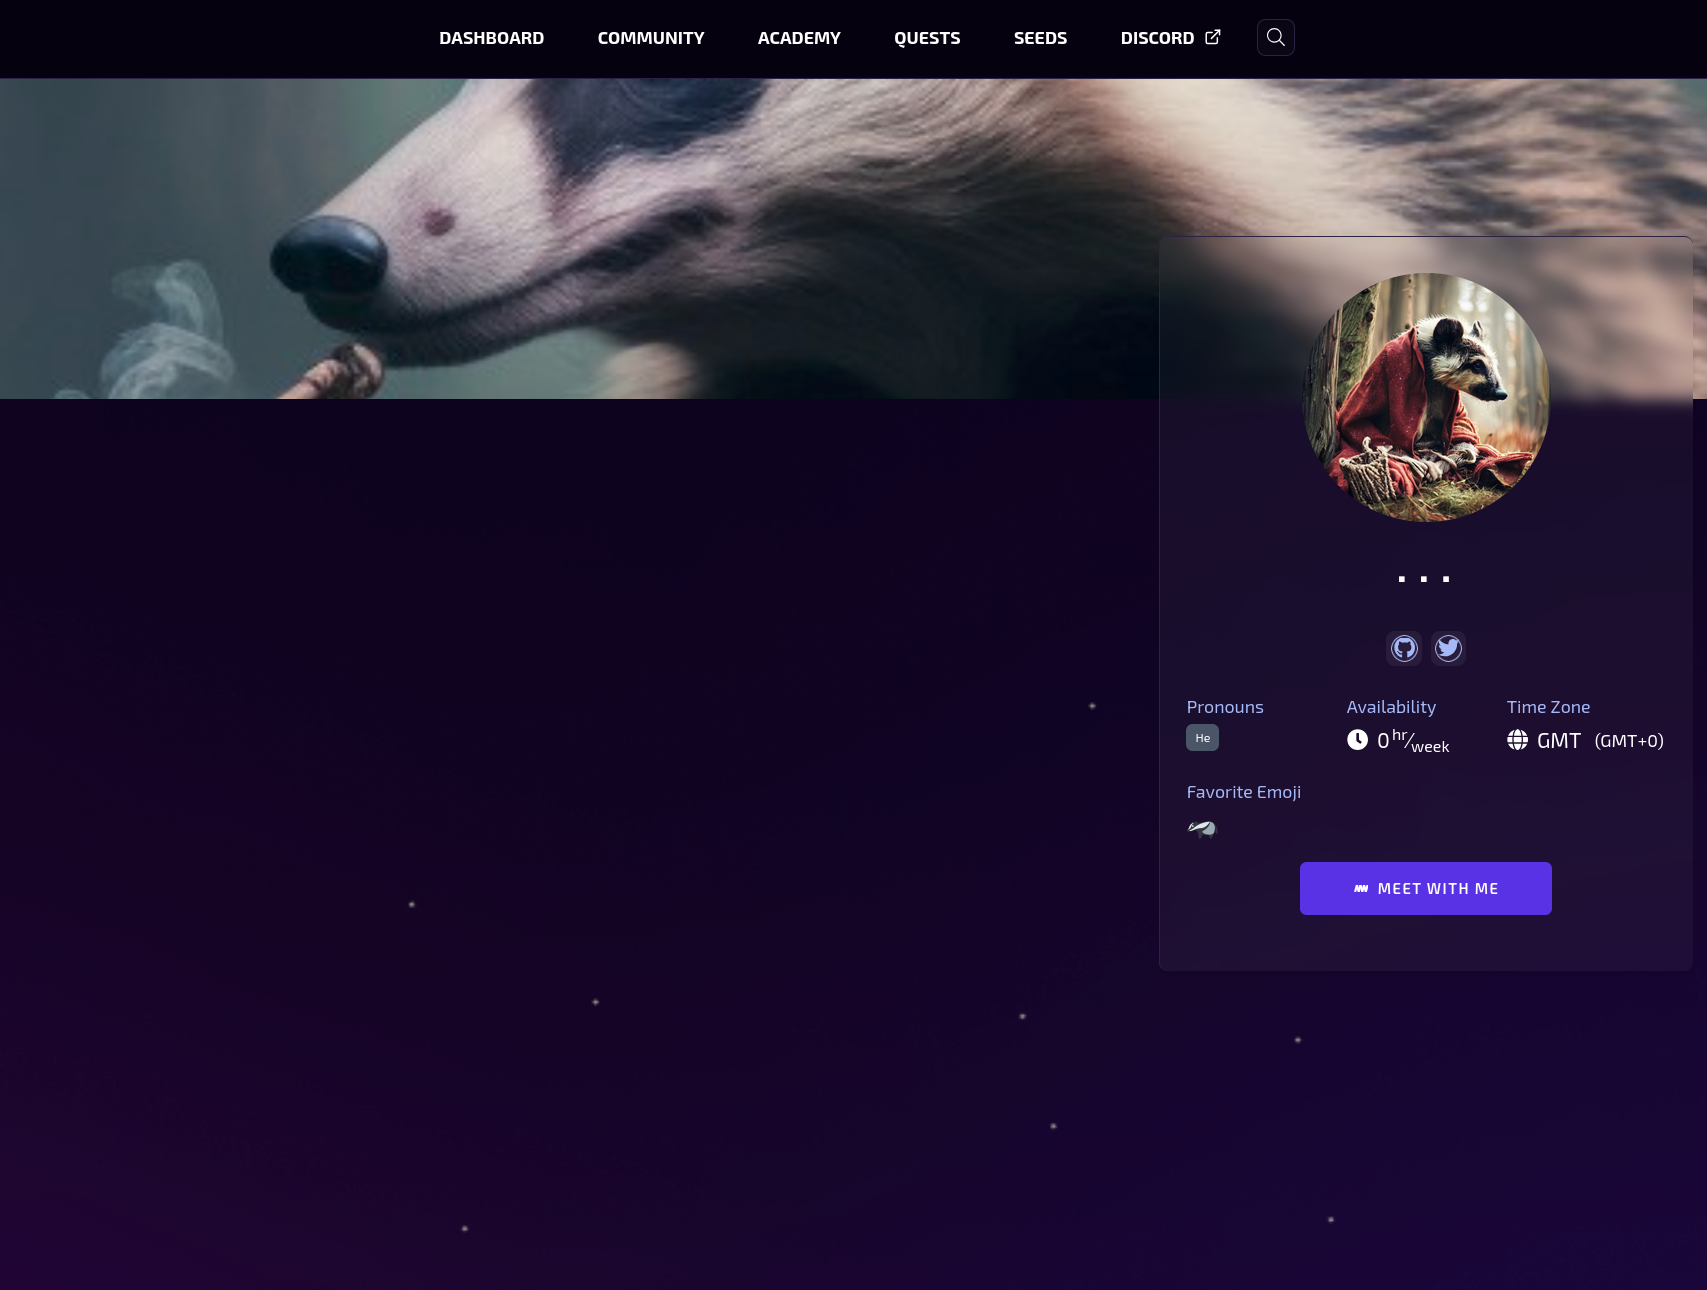 DASHBOARD COMMUNITY ACADEMY QUESTS SEEDS DISCORD
...
Pronouns Availability Time Zone
He 0 hr/week GMT (GMT+0)
Favorite Emoji
MEET WITH ME